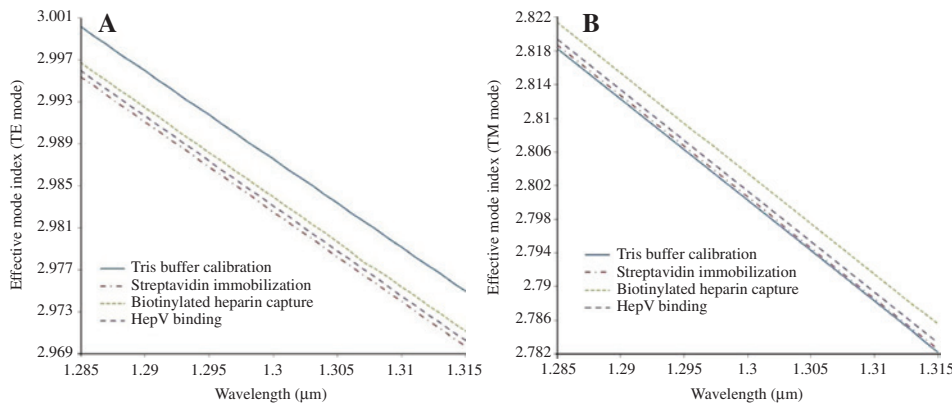 A
Effective mode index (TE mode)
3.001
2.997
2.993
2.989
2.985
2.981
2.977
2.973
2.969
Tris buffer calibration
Streptavidin immobilization
Biotinylated heparin capture
HepV binding
1.285 1.29 1.295 1.3 1.305 1.31 1.315
Wavelength (μm)
B
Effective mode index (TM mode)
2.822
2.818
2.814
2.81
2.806
2.802
2.798
2.794
2.79
2.786
2.782
Tris buffer calibration
Streptavidin immobilization
Biotinylated heparin capture
HepV binding
1.285 1.29 1.295 1.3 1.305 1.31 1.315
Wavelength (μm)